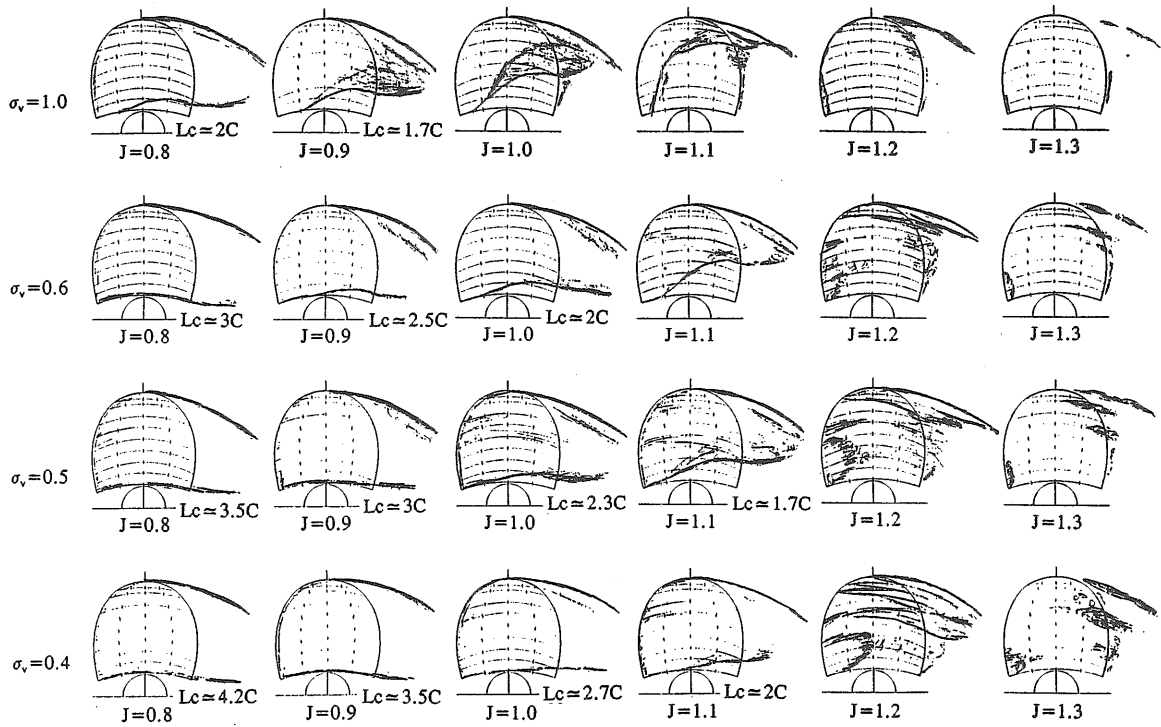 σv=1.0
Lc≃2C
Lc≃1.7C
J=0.8
J=0.9
J=1.0
J=1.1
J=1.2
J=1.3
σv=0.6
Lc≃3C
Lc≃2.5C
Lc≃2C
J=0.8
J=0.9
J=1.0
J=1.1
J=1.2
J=1.3
σv=0.5
Lc≃3.5C
Lc≃3C
Lc≃2.3C
Lc≃1.7C
J=0.8
J=0.9
J=1.0
J=1.1
J=1.2
J=1.3
σv=0.4
Lc≃4.2C
Lc≃3.5C
Lc≃2.7C
Lc≃2C
J=0.8
J=0.9
J=1.0
J=1.1
J=1.2
J=1.3